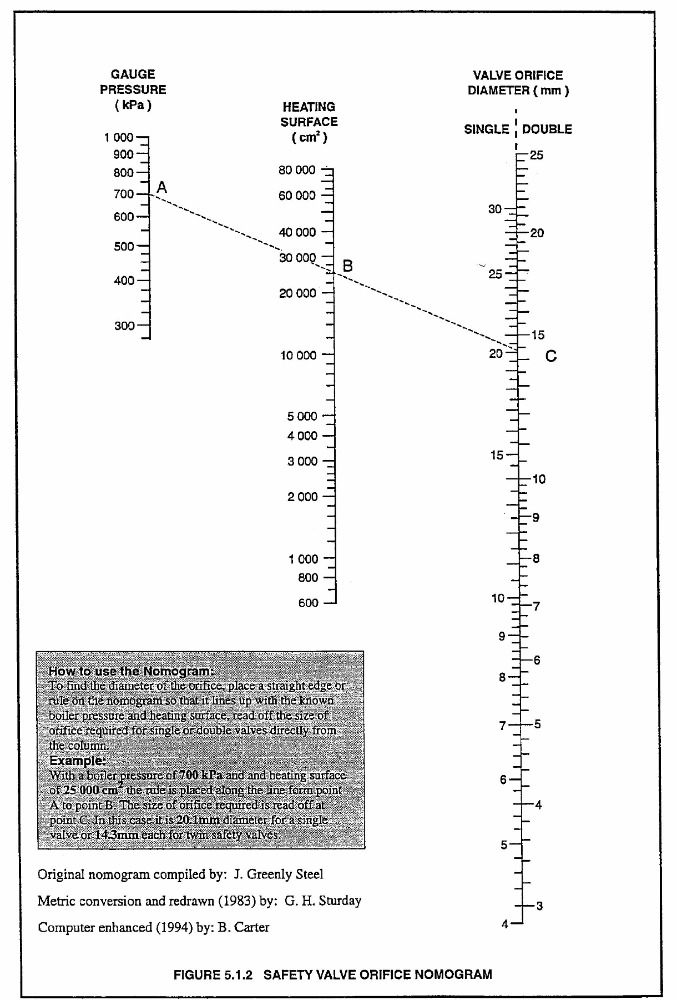 GAUGE
PRESSURE
( kPa )
1 000
900
800
700
600
500
400
300
A
HEATING
SURFACE
( cm² )
80 000
60 000
40 000
30 000
20 000
10 000
5 000
4 000
3 000
2 000
1 000
800
600
B
VALVE ORIFICE
DIAMETER ( mm )
SINGLE DOUBLE
30
25
20
15
10
9
8
7
6
5
4
25
20
15
10
9
8
7
6
5
4
3
C
How to use the Nomogram:
To find the diameter of the orifice, place a straight edge or
rule on the nomogram so that it lines up with the known
boiler pressure and heating surface, read off the size of
orifice required for single or double valves directly from
the column.
Example:
With a boiler pressure of 700 kPa and and heating surface
of 25 000 cm² the rule is placed along the line form point
A to point B. The size of orifice required is read off at
point C. In this case it is 20.1mm diameter for a single
valve or 14.3mm each for twin safety valves.
Original nomogram compiled by: J. Greenly Steel
Metric conversion and redrawn (1983) by: G. H. Sturday
Computer enhanced (1994) by: B. Carter
FIGURE 5.1.2 SAFETY VALVE ORIFICE NOMOGRAM